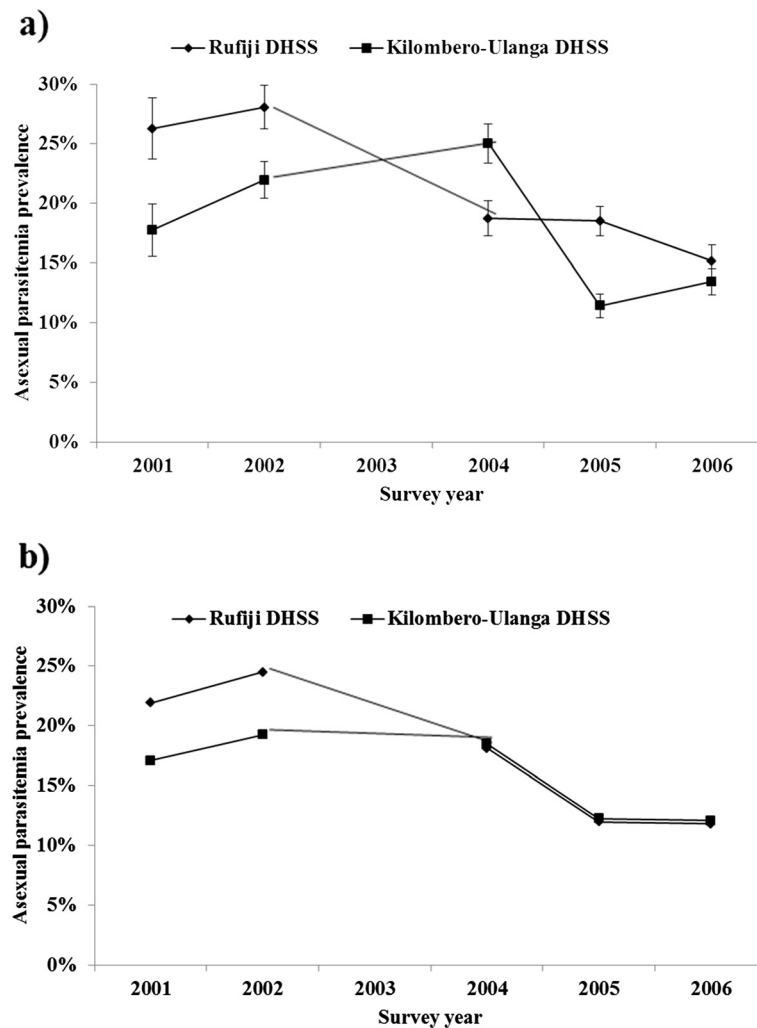 a)
Rufiji DHSS Kilombero-Ulanga DHSS
30%
25%
20%
15%
10%
5%
0%
Asexual parasitemia prevalence
2001 2002 2003 2004 2005 2006
Survey year
b)
Rufiji DHSS Kilombero-Ulanga DHSS
30%
25%
20%
15%
10%
5%
0%
Asexual parasitemia prevalence
2001 2002 2003 2004 2005 2006
Survey year